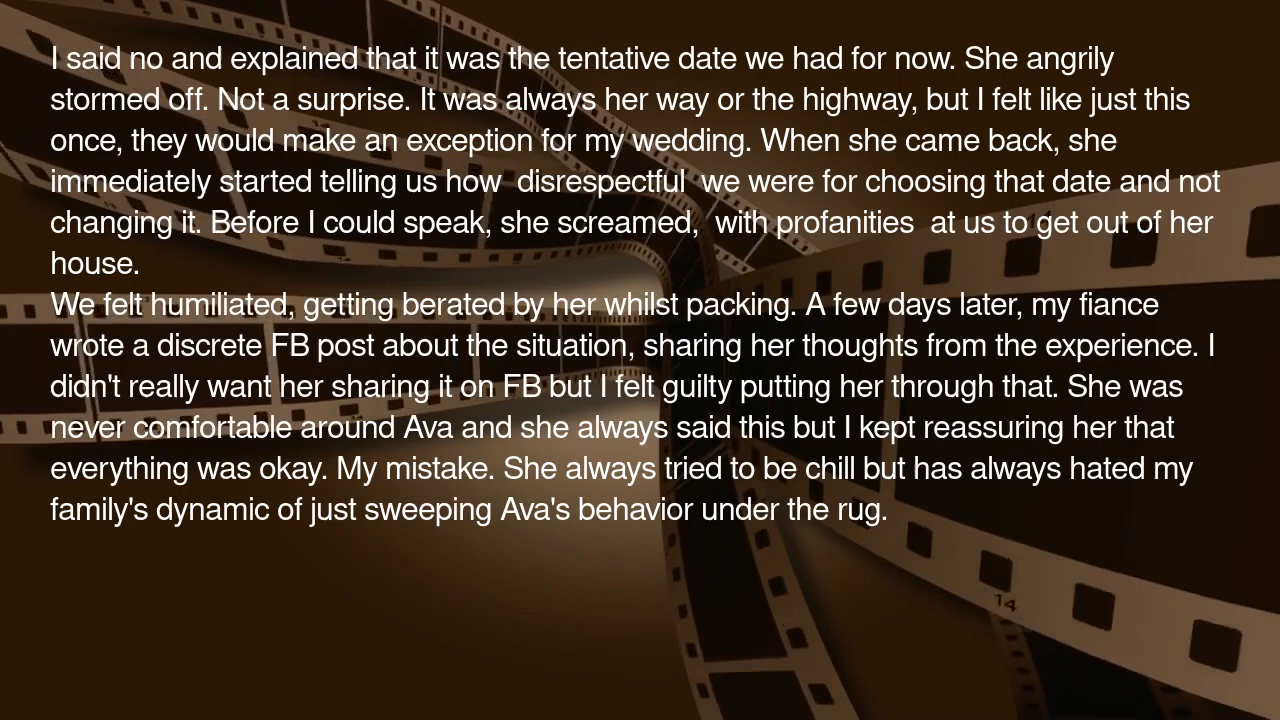 I said no and explained that it was the tentative date we had for now. She angrily
stormed off. Not a surprise. It was always her way or the highway, but I felt like just this
once, they would make an exception for my wedding. When she came back, she
immediately started telling us how  disrespectful  we were for choosing that date and not
changing it. Before I could speak, she screamed,  with profanities  at us to get out of her
house.
We felt humiliated, getting berated by her whilst packing. A few days later, my fiance
wrote a discrete FB post about the situation, sharing her thoughts from the experience. I
didn't really want her sharing it on FB but I felt guilty putting her through that. She was
never comfortable around Ava and she always said this but I kept reassuring her that
everything was okay. My mistake. She always tried to be chill but has always hated my
family's dynamic of just sweeping Ava's behavior under the rug.
14